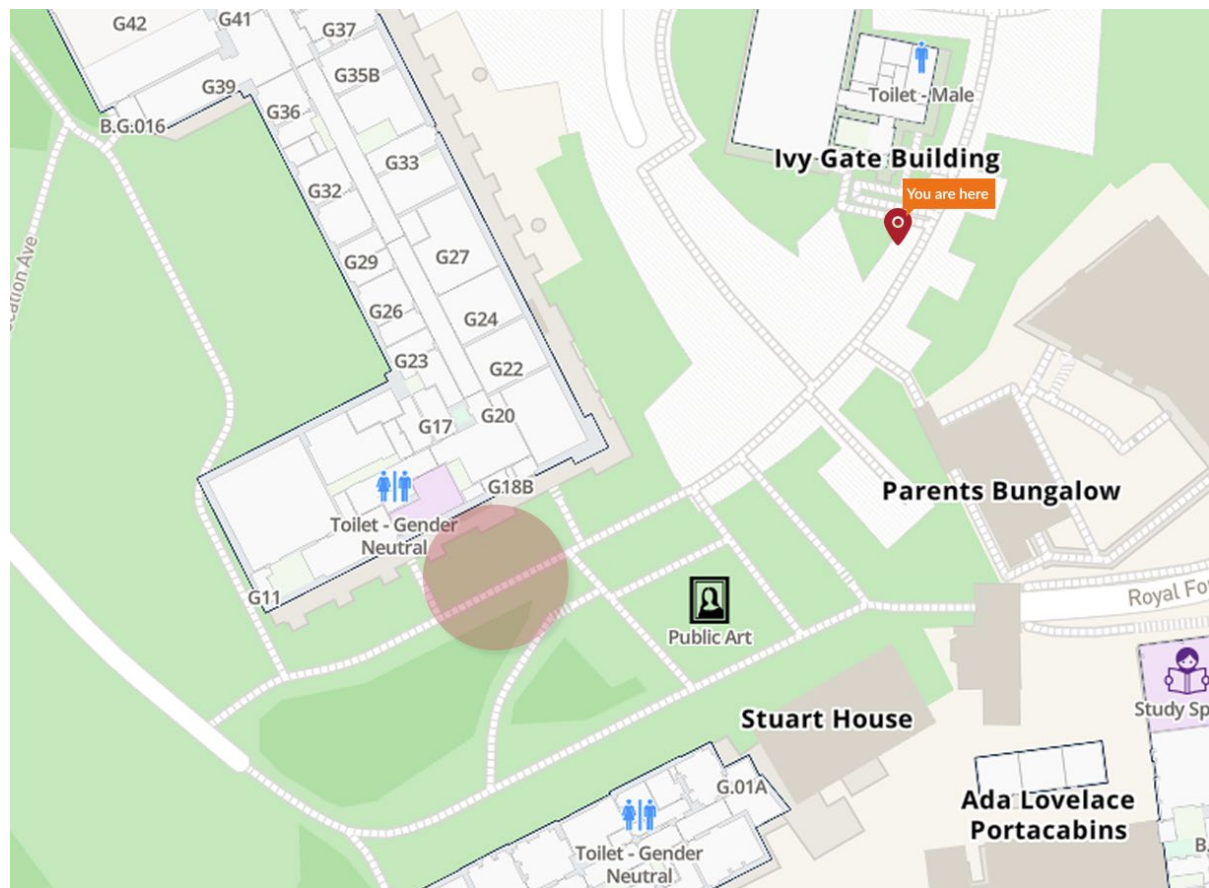 G42
G41
G37
G35B
G39
G36
B.G:016
G33
G32
G29
G27
G26
G24
G23
G22
G20
G17
G18B
Toilet - Gender
Neutral
G11
Toilet - Male
Ivy Gate Building
You are here
Parents Bungalow
Public Art
Royal
Study
Stuart House
G.01A
Ada Lovelace
Portacabins
Toilet - Gender
Neutral
Ave